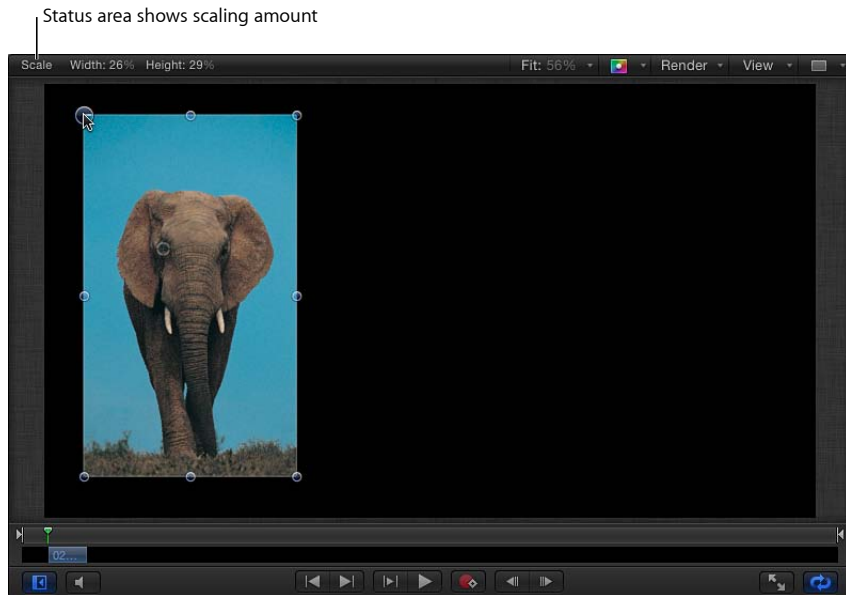 Status area shows scaling amount
Scale Width: 26% Height: 29% Fit: 56% Render View
02...